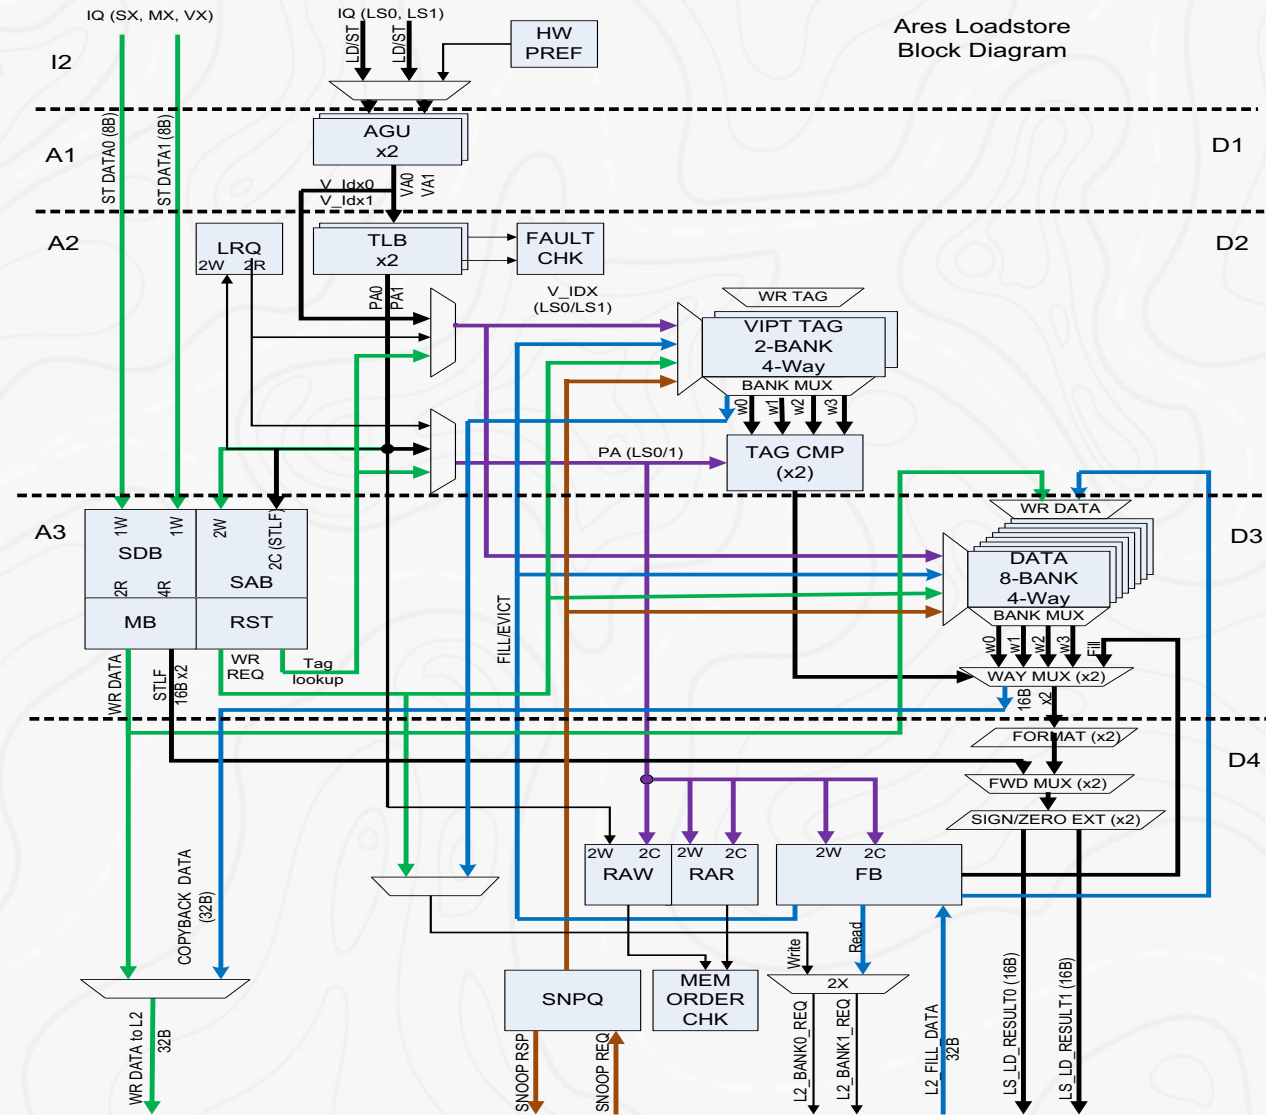 IQ (SX, MX, VX)
IQ (LS0, LS1)
Ares Loadstore
Block Diagram
I2
LD/ST
LD/ST
HW
PREF
A1
ST DATA0 (8B)
ST DATA1 (8B)
AGU
x2
D1
V_Idx0
V_Idx1
VA0
VA1
A2
LRQ
2W
2R
TLB
x2
FAULT
CHK
D2
PA0
PA1
V_IDX
(LS0/LS1)
WR TAG
VIPT TAG
2-BANK
4-Way
BANK MUX
w0
w1
w2
w3
PA (LS0/1)
TAG CMP
(x2)
A3
1W
1W
2W
2C (STLF)
SDB
SAB
2R
4R
MB
RST
D3
WR DATA
DATA
8-BANK
4-Way
BANK MUX
w0
w1
w2
w3
Fill
WAY MUX (x2)
16B
x2
WR DATA
STLF
16B x2
WR
REQ
Tag
lookup
FILL/EVICT
FORMAT (x2)
D4
FWD MUX (x2)
SIGN/ZERO EXT (x2)
2W
2C
RAW
2W
2C
RAR
2W
2C
FB
COPYBACK DATA
(32B)
Write
Read
SNPQ
MEM
ORDER
CHK
2X
WR DATA to L2
32B
SNOOP RSP
SNOOP REQ
L2_BANK0_REQ
L2_BANK1_REQ
L2_FILL_DATA
32B
LS_LD_RESULT0 (16B)
LS_LD_RESULT1 (16B)